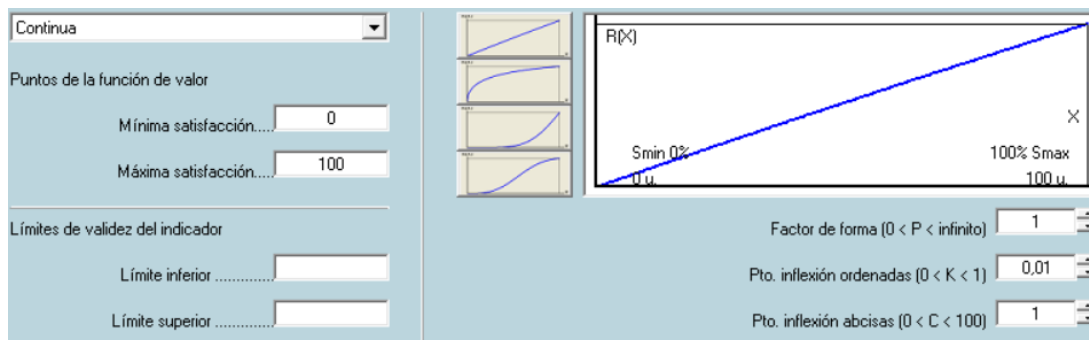 Continua
Puntos de la función de valor
Mínima satisfacción.... 0
Máxima satisfacción.... 100
Límites de validez del indicador
Límite inferior .............
Límite superior .............
R(X)
X
Smin 0% 100% Smax
0 u. 100 u.
Factor de forma (0 < P < infinito) 1
Pto. inflexión ordenadas (0 < K < 1) 0,01
Pto. inflexión abcisas (0 < C < 100) 1